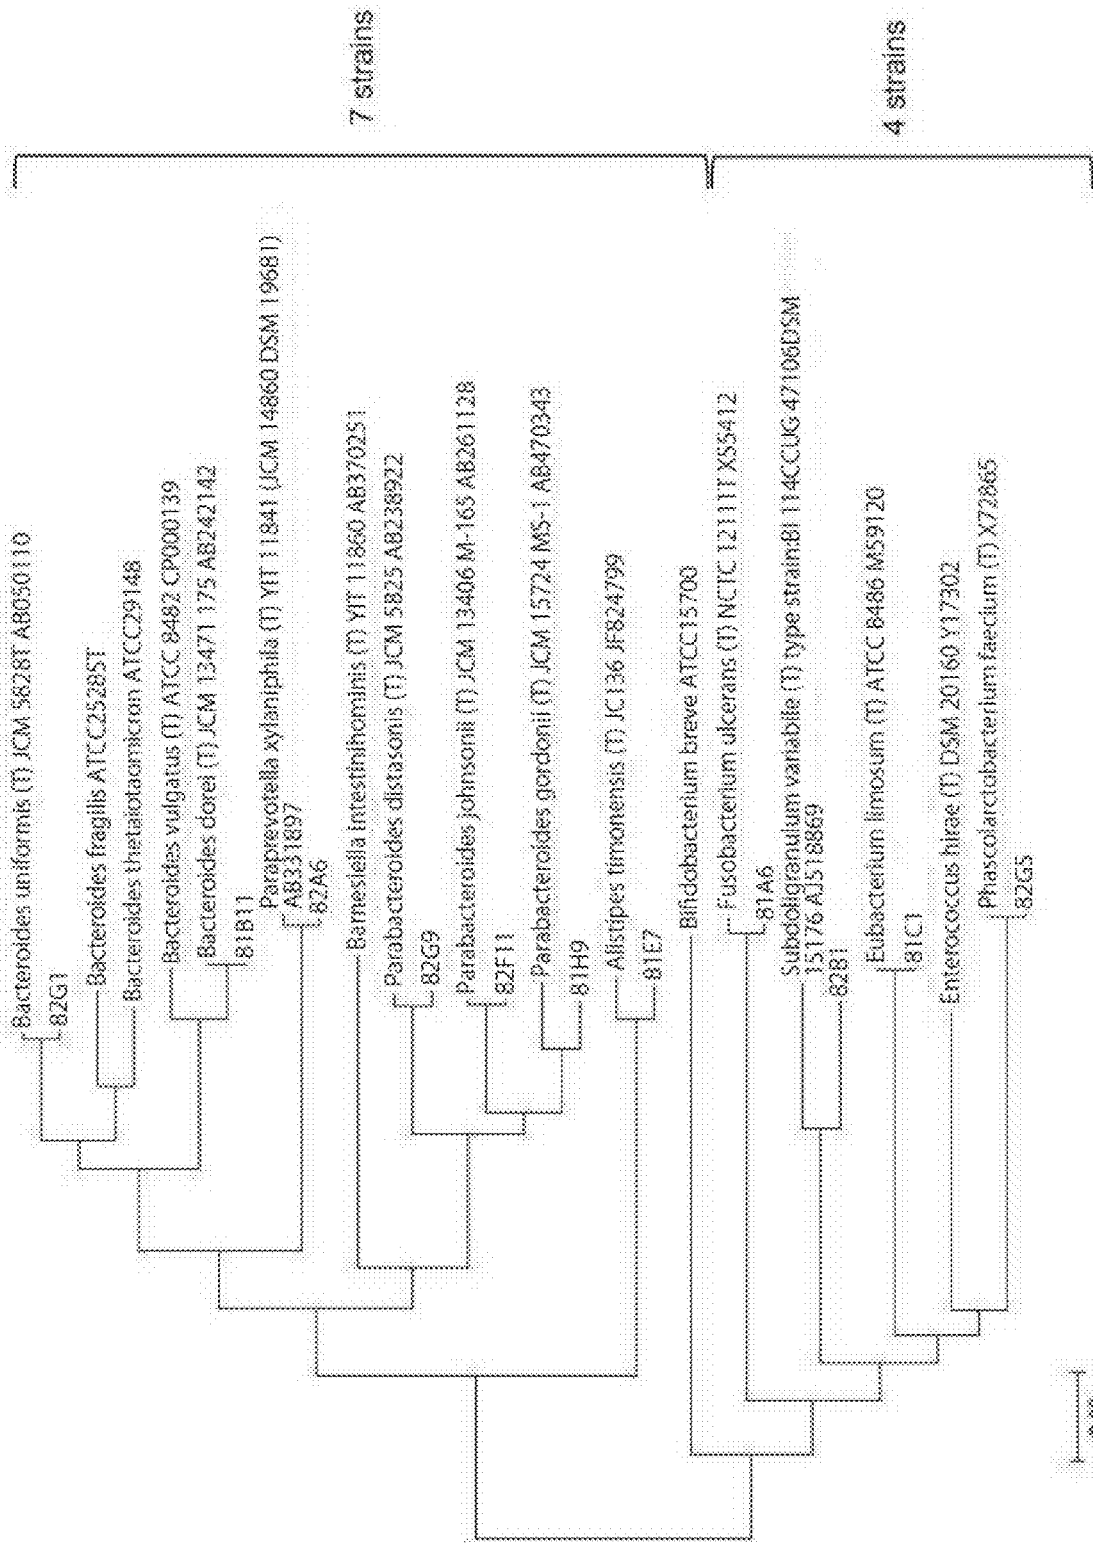 Bacteroides uniformis (T) JCM 5828T AB050110
82G1
Bacteroides fragilis ATCC25285T
Bacteroides thetaiotaomicron ATCC29148
Bacteroides vulgatus (T) ATCC 8482 CP000139
Bacteroides dorei (T) JCM 13471 175 AB242142
81B11
Paraprevotella xylaniphila (T) YIT 11841 (JCM 14860 DSM 19681)
AB331897
82A6
Barnesiella intestinihominis (T) YIT 11860 AB370251
Parabacteroides distasonis (T) JCM 5825 AB238922
82G9
Parabacteroides johnsonii (T) JCM 13406 M-165 AB261128
82F11
Parabacteroides gordonii (T) JCM 15724 MS-1 AB470343
81H9
Alistipes timonensis (T) JC136 JF824799
81E7
7 strains
Bifidobacterium breve ATCC15700
Fusobacterium ulcerans (T) NCTC 12111T X55412
81A6
Subdoligranulum variabile (T) type strain:BI 114CCUG 47106DSM
15176 AJ518869
82B1
Eubacterium limosum (T) ATCC 8486 M59120
81C1
Enterococcus hirae (T) DSM 20160 Y17302
Phascolarctobacterium faecium (T) X72865
82G5
4 strains